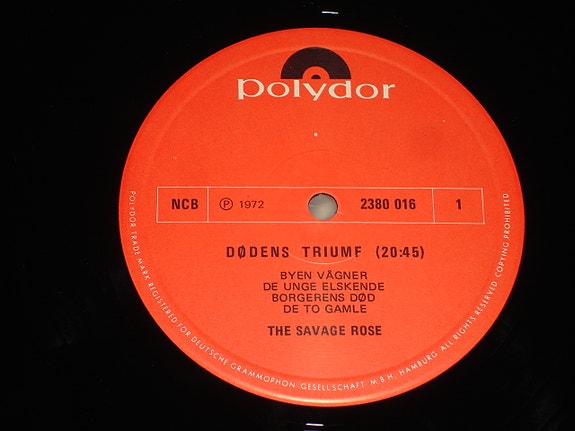 polydor
NCB ℗ 1972 2380 016 1
DØDENS TRIUMF (20:45)
BYEN VÅGNER
DE UNGE ELSKENDE
BORGERENS DØD
DE TO GAMLE
THE SAVAGE ROSE
POLYDOR TRADE MARK REGISTERED FOR DEUTSCHE GRAMMOPHON GESELLSCHAFT M.B.H. HAMBURG ALL RIGHTS RESERVED COPYING PROHIBITED